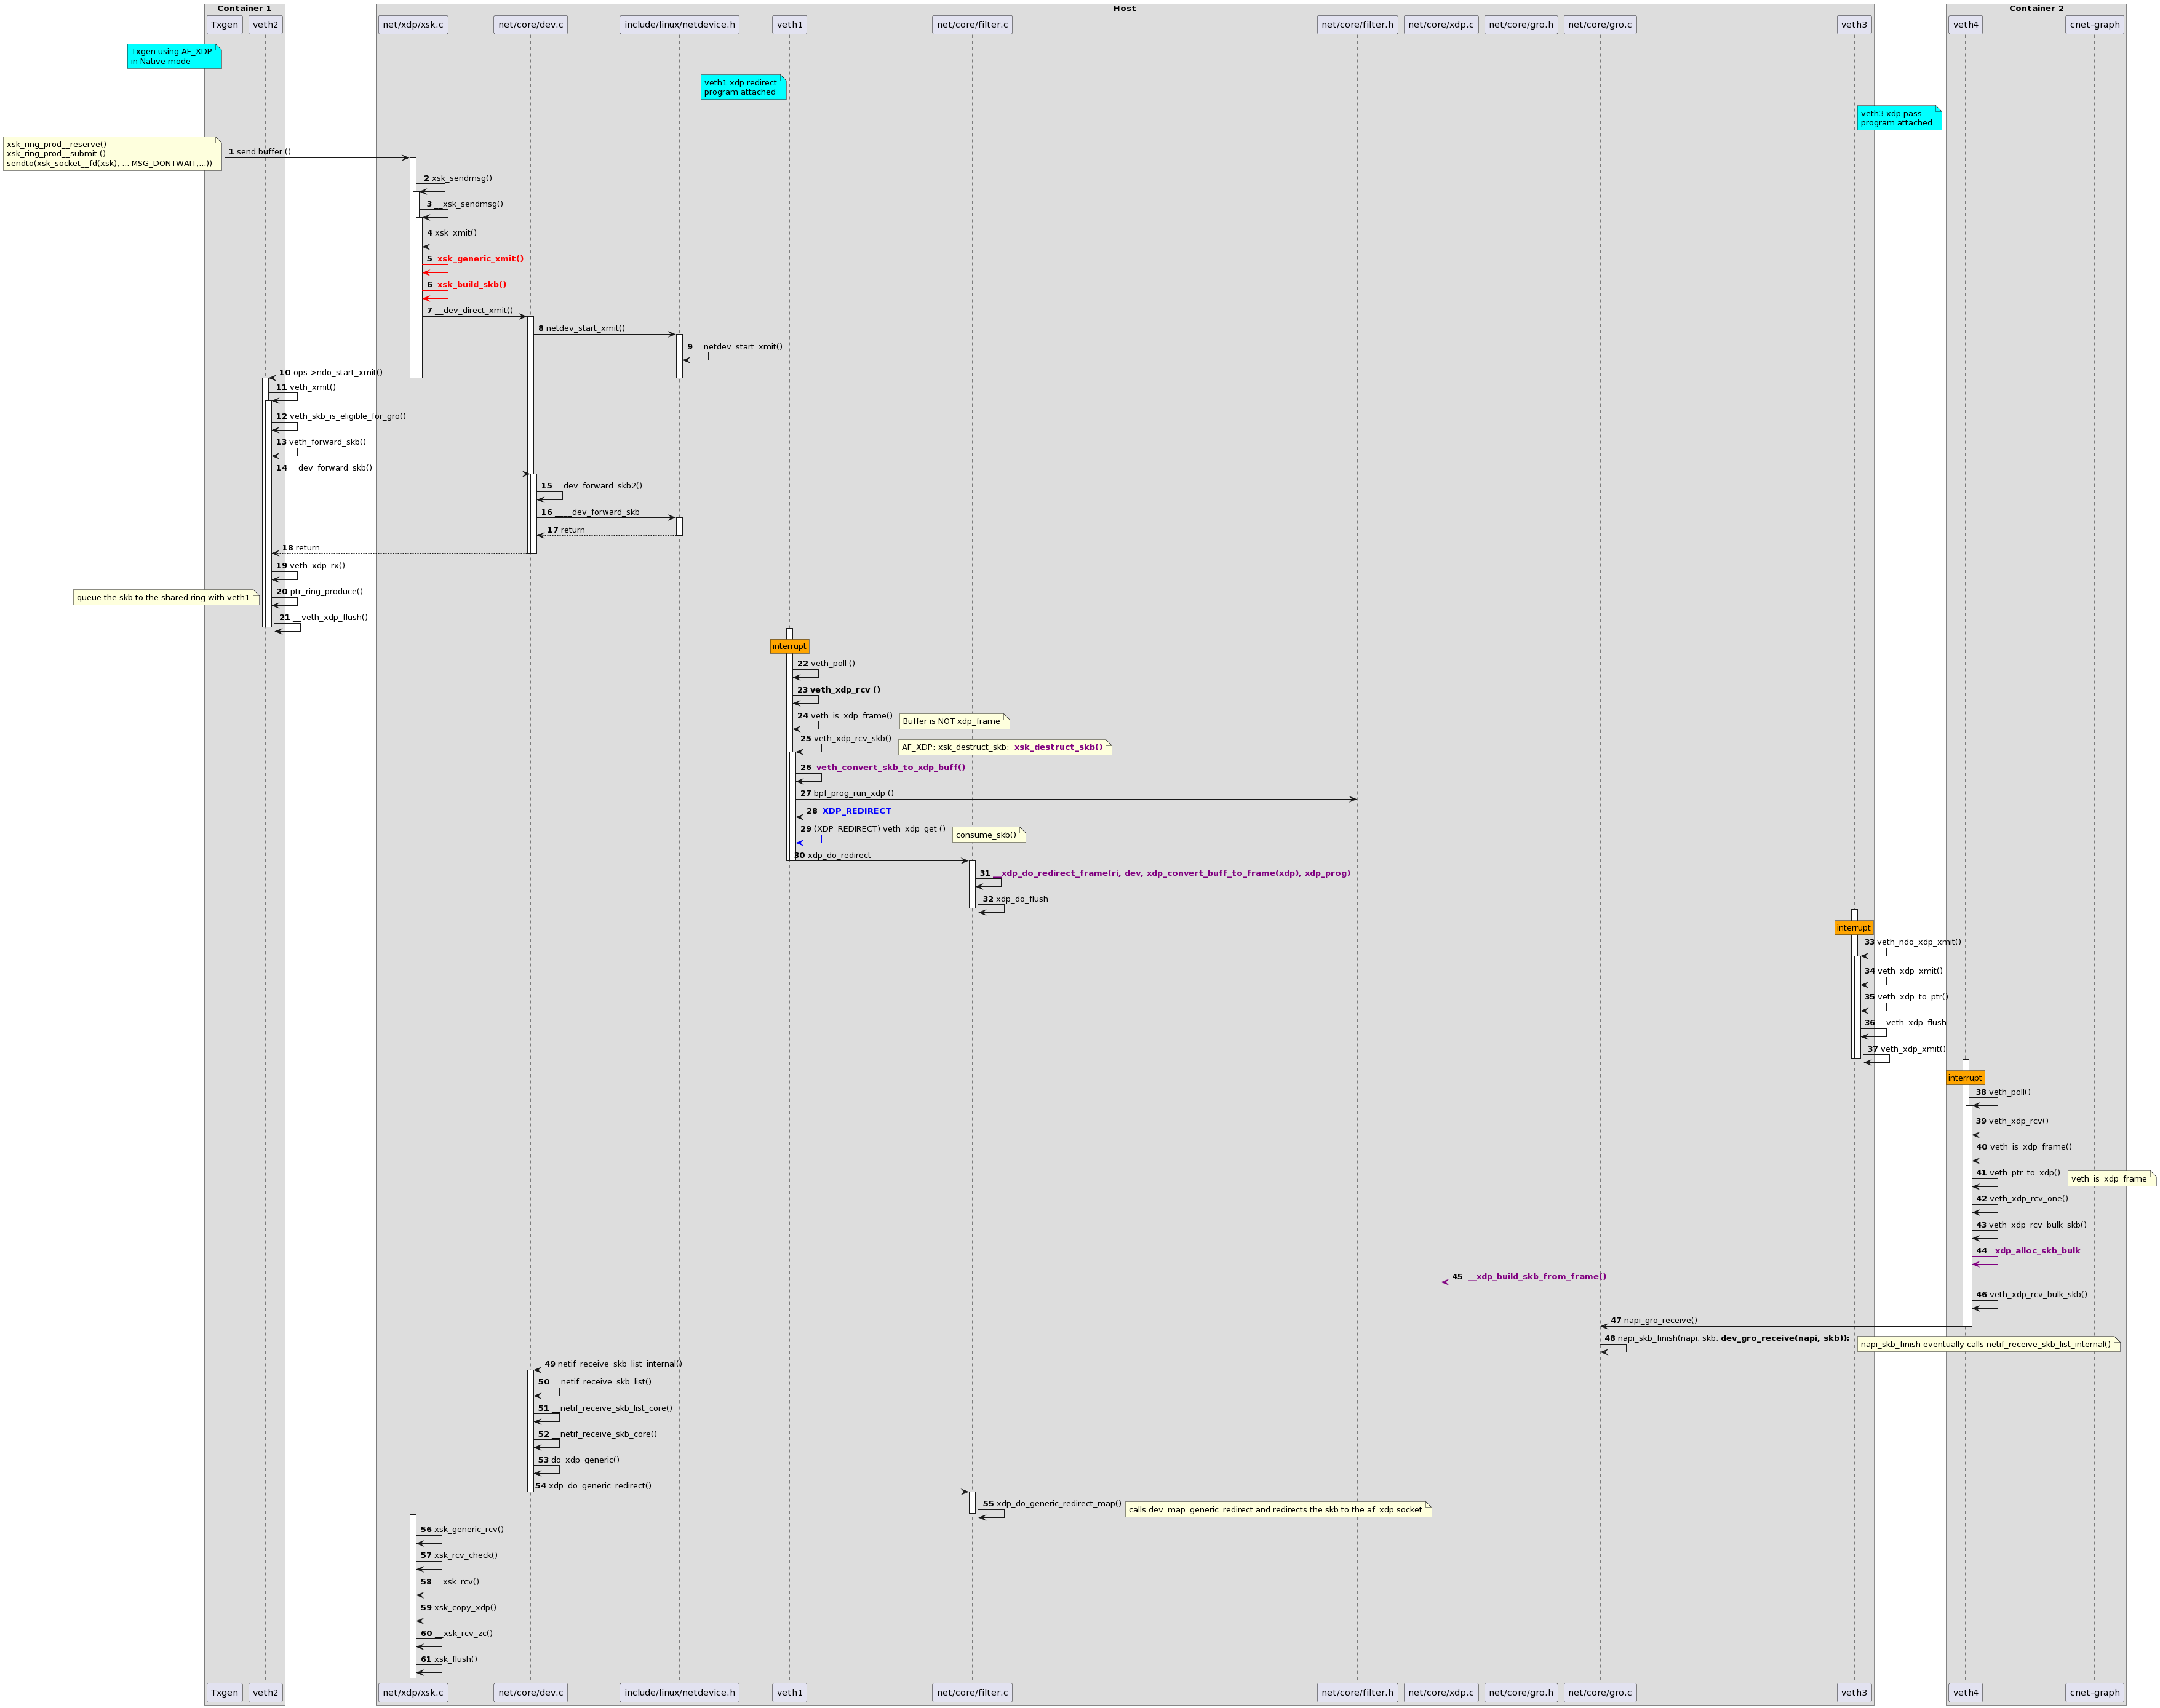 Container 1
Host
Container 2
Txgen
veth2
net/xdp/xsk.c
net/core/dev.c
include/linux/netdevice.h
veth1
net/core/filter.c
net/core/filter.h
net/core/xdp.c
net/core/gro.h
net/core/gro.c
veth3
veth4
cnet-graph
Txgen using AF_XDP
in Native mode
veth1 xdp redirect
program attached
veth3 xdp pass
program attached
xsk_ring_prod__reserve()
xsk_ring_prod__submit ()
sendto(xsk_socket__fd(xsk), ... MSG_DONTWAIT,...))
1 send buffer ()
2 xsk_sendmsg()
3 __xsk_sendmsg()
4 xsk_xmit()
5 xsk_generic_xmit()
6 xsk_build_skb()
7 __dev_direct_xmit()
8 netdev_start_xmit()
9 __netdev_start_xmit()
10 ops->ndo_start_xmit()
11 veth_xmit()
12 veth_skb_is_eligible_for_gro()
13 veth_forward_skb()
14 __dev_forward_skb()
15 __dev_forward_skb2()
16 ____dev_forward_skb
17 return
18 return
19 veth_xdp_rx()
queue the skb to the shared ring with veth1
20 ptr_ring_produce()
21 __veth_xdp_flush()
interrupt
22 veth_poll ()
23 veth_xdp_rcv ()
24 veth_is_xdp_frame()
Buffer is NOT xdp_frame
25 veth_xdp_rcv_skb()
AF_XDP: xsk_destruct_skb: xsk_destruct_skb()
26 veth_convert_skb_to_xdp_buff()
27 bpf_prog_run_xdp ()
28 XDP_REDIRECT
29 (XDP_REDIRECT) veth_xdp_get ()
consume_skb()
30 xdp_do_redirect
31 __xdp_do_redirect_frame(ri, dev, xdp_convert_buff_to_frame(xdp), xdp_prog)
32 xdp_do_flush
interrupt
33 veth_ndo_xdp_xmit()
34 veth_xdp_xmit()
35 veth_xdp_to_ptr()
36 __veth_xdp_flush
37 veth_xdp_xmit()
interrupt
38 veth_poll()
39 veth_xdp_rcv()
40 veth_is_xdp_frame()
41 veth_ptr_to_xdp()
veth_is_xdp_frame
42 veth_xdp_rcv_one()
43 veth_xdp_rcv_bulk_skb()
44 xdp_alloc_skb_bulk
45 __xdp_build_skb_from_frame()
46 veth_xdp_rcv_bulk_skb()
47 napi_gro_receive()
48 napi_skb_finish(napi, skb, dev_gro_receive(napi, skb));
napi_skb_finish eventually calls netif_receive_skb_list_internal()
49 netif_receive_skb_list_internal()
50 __netif_receive_skb_list()
51 __netif_receive_skb_list_core()
52 __netif_receive_skb_core()
53 do_xdp_generic()
54 xdp_do_generic_redirect()
55 xdp_do_generic_redirect_map()
calls dev_map_generic_redirect and redirects the skb to the af_xdp socket
56 xsk_generic_rcv()
57 xsk_rcv_check()
58 __xsk_rcv()
59 xsk_copy_xdp()
60 __xsk_rcv_zc()
61 xsk_flush()
Txgen
veth2
net/xdp/xsk.c
net/core/dev.c
include/linux/netdevice.h
veth1
net/core/filter.c
net/core/filter.h
net/core/xdp.c
net/core/gro.h
net/core/gro.c
veth3
veth4
cnet-graph